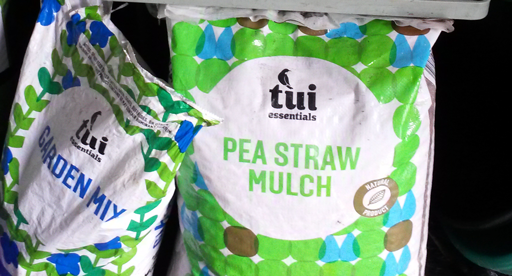 tui
essentials
GARDEN MIX
tui
essentials
PEA STRAW
MULCH
NATURAL
PRODUCT